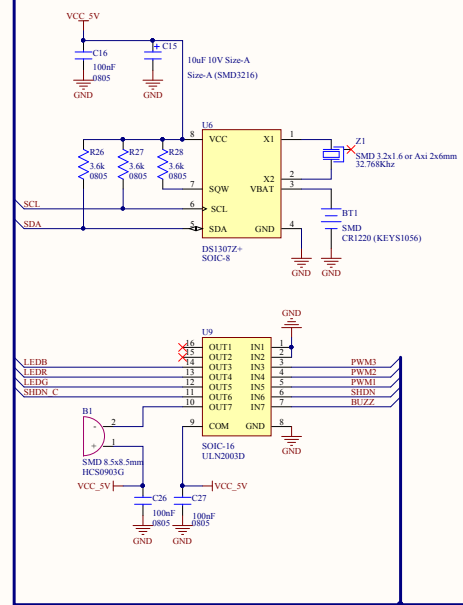 VCC_5V
C16
100nF
0805
GND
C15
10uF 10V Size-A
Size-A (SMD3216)
GND
R26
3.6k
0805
R27
3.6k
0805
R28
3.6k
0805
U6
8 VCC X1 1
X2 2
7 SQW VBAT 3
6 SCL
5 SDA GND 4
DS1307Z+
SOIC-8
Z1
SMD 3.2x1.6 or Axi 2x6mm
32.768Khz
BT1
SMD
CR1220 (KEYS1056)
GND GND
SCL
SDA
GND
U9
16 OUT1 IN1 1
15 OUT2 IN2 2
LEDB 14 OUT3 IN3 3 PWM3
LEDR 13 OUT4 IN4 4 PWM2
LEDG 12 OUT5 IN5 5 PWM1
SHDN_C 11 OUT6 IN6 6 SHDN
10 OUT7 IN7 7 BUZZ
9 COM GND 8
GND
SOIC-16
ULN2003D
B1
- 2
+ 1
SMD 8.5x8.5mm
HCS0903G
VCC_5V VCC_5V
C26
100nF
0805
GND
C27
100nF
0805
GND